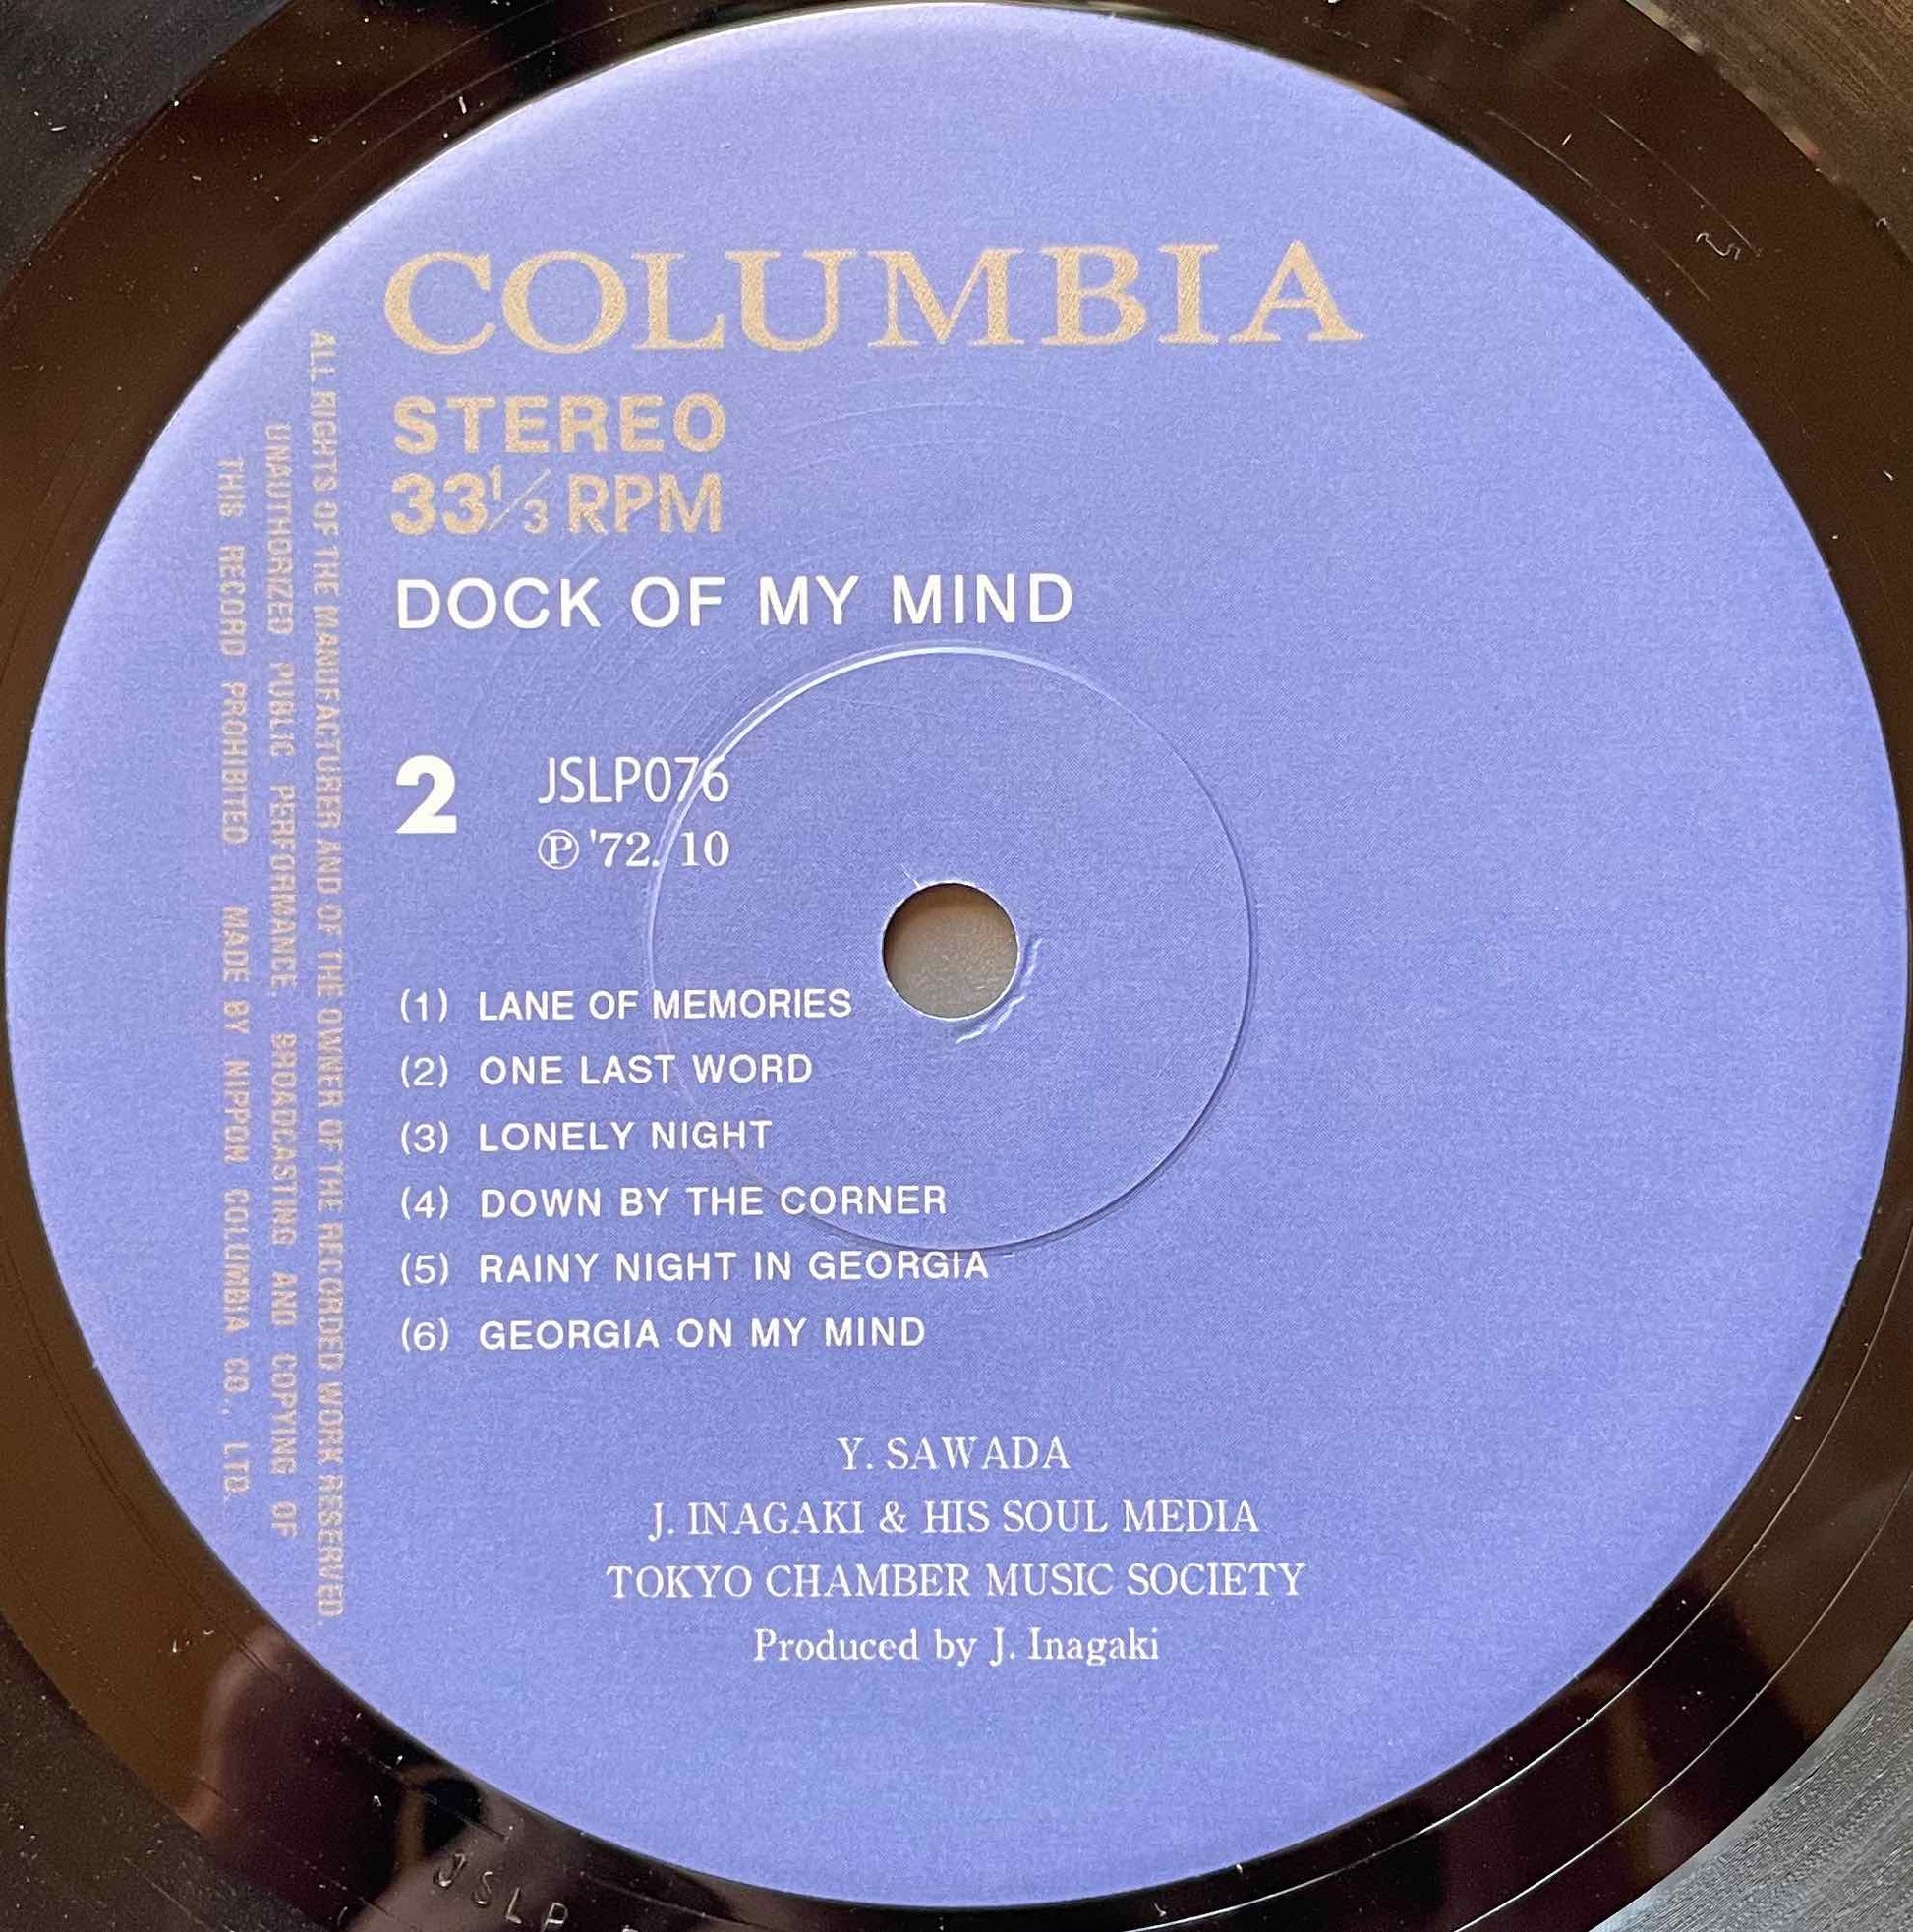 COLUMBIA
STEREO
33 1/3 RPM
DOCK OF MY MIND
2 JSLP076
Ⓟ '72. 10
(1) LANE OF MEMORIES
(2) ONE LAST WORD
(3) LONELY NIGHT
(4) DOWN BY THE CORNER
(5) RAINY NIGHT IN GEORGIA
(6) GEORGIA ON MY MIND
Y. SAWADA
J. INAGAKI & HIS SOUL MEDIA
TOKYO CHAMBER MUSIC SOCIETY
Produced by J. Inagaki
ALL RIGHTS OF THE MANUFACTURER AND OF THE OWNER OF THE RECORDED WORK RESERVED.
UNAUTHORIZED PUBLIC PERFORMANCE. BROADCASTING AND COPYING OF
THIS RECORD PROHIBITED MADE BY NIPPON COLUMBIA CO., LTD.
JSLP